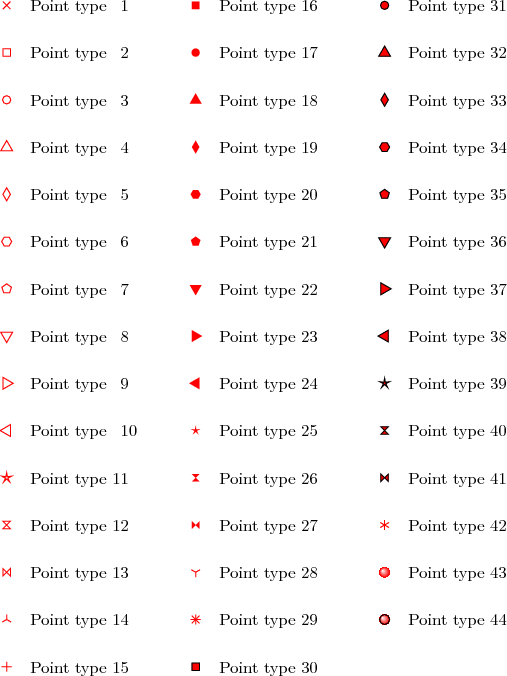 Point type 1
Point type 2
Point type 3
Point type 4
Point type 5
Point type 6
Point type 7
Point type 8
Point type 9
Point type 10
Point type 11
Point type 12
Point type 13
Point type 14
Point type 15
Point type 16
Point type 17
Point type 18
Point type 19
Point type 20
Point type 21
Point type 22
Point type 23
Point type 24
Point type 25
Point type 26
Point type 27
Point type 28
Point type 29
Point type 30
Point type 31
Point type 32
Point type 33
Point type 34
Point type 35
Point type 36
Point type 37
Point type 38
Point type 39
Point type 40
Point type 41
Point type 42
Point type 43
Point type 44